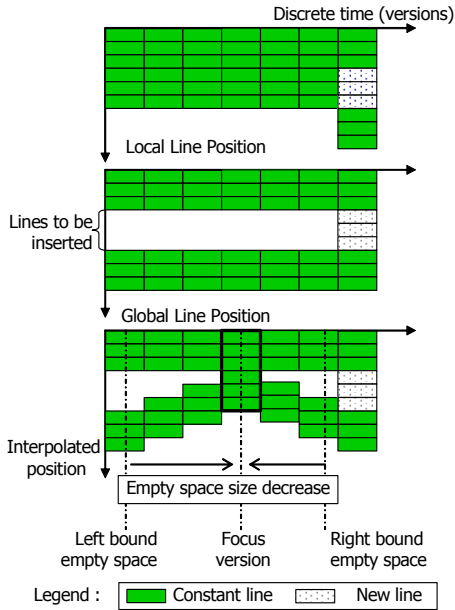 Discrete time (versions)
Local Line Position
Lines to be
inserted
Global Line Position
Interpolated
position
Empty space size decrease
Left bound
empty space
Focus
version
Right bound
empty space
Legend :
Constant line
New line